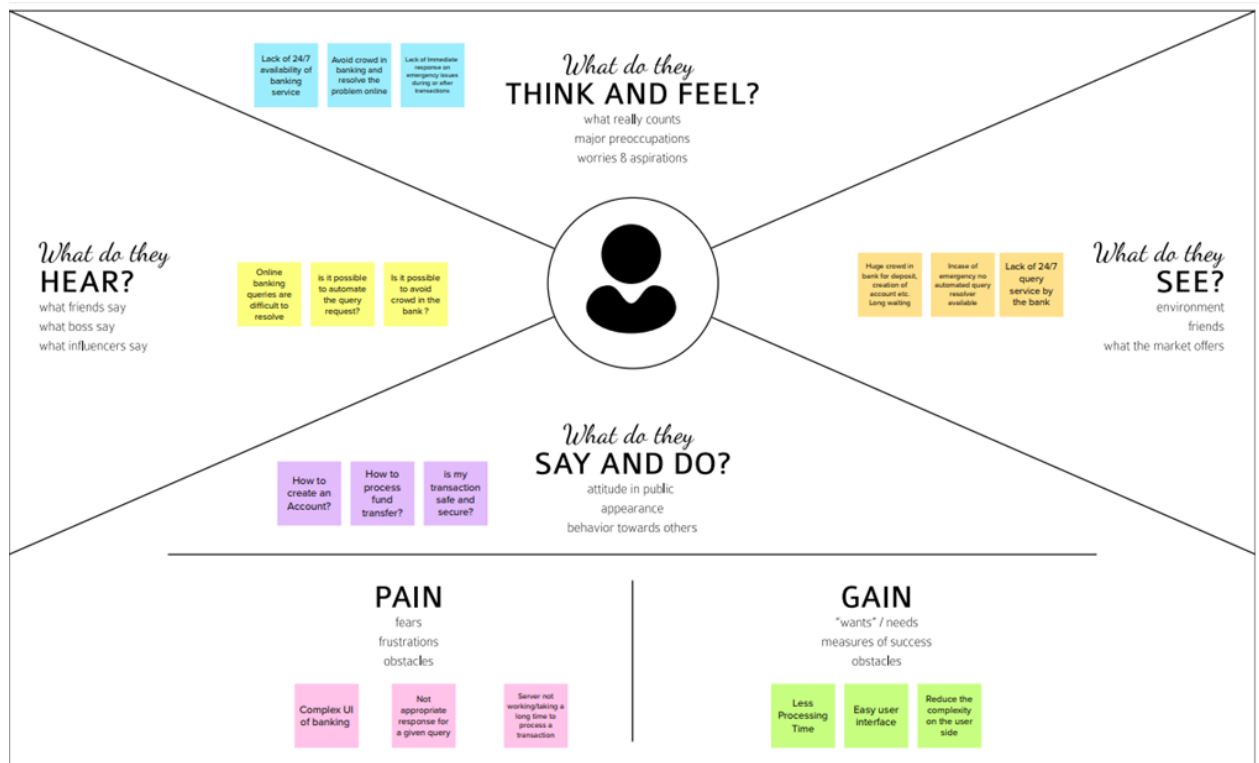 Lack of 24/7
availability of
banking
service
Avoid crowd in
banking and
resolve the
problem online
Lack of Immediate
response on
emergency issues
during or after
transactions
What do they
THINK AND FEEL?
what really counts
major preoccupations
worries & aspirations
What do they
HEAR?
what friends say
what boss say
what influencers say
Online
banking
queries are
difficult to
resolve
is it possible
to automate
the query
request?
Is it possible
to avoid
crowd in the
bank ?
Huge crowd in
bank for deposit,
creation of
account etc.
Long waiting
Incase of
emergency no
automated query
resolver
available
Lack of 24/7
query
service by
the bank
What do they
SEE?
environment
friends
what the market offers
What do they
SAY AND DO?
attitude in public
appearance
behavior towards others
How to
create an
Account?
How to
process
fund
transfer?
is my
transaction
safe and
secure?
PAIN
fears
frustrations
obstacles
Complex UI
of banking
Not
appropriate
response for
a given query
Server not
working/taking a
long time to
process a
transaction
GAIN
"wants" / needs
measures of success
obstacles
Less
Processing
Time
Easy user
interface
Reduce the
complexity
on the user
side